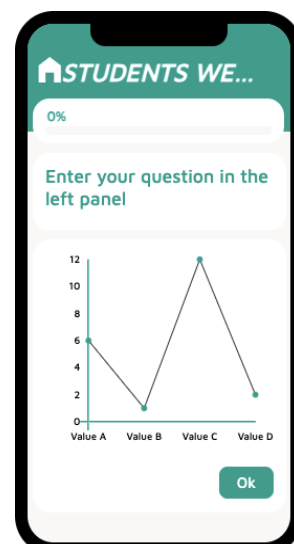 STUDENTS WE...
0%
Enter your question in the
left panel
12
10
8
6
4
2
0
Value A Value B Value C Value D
Ok